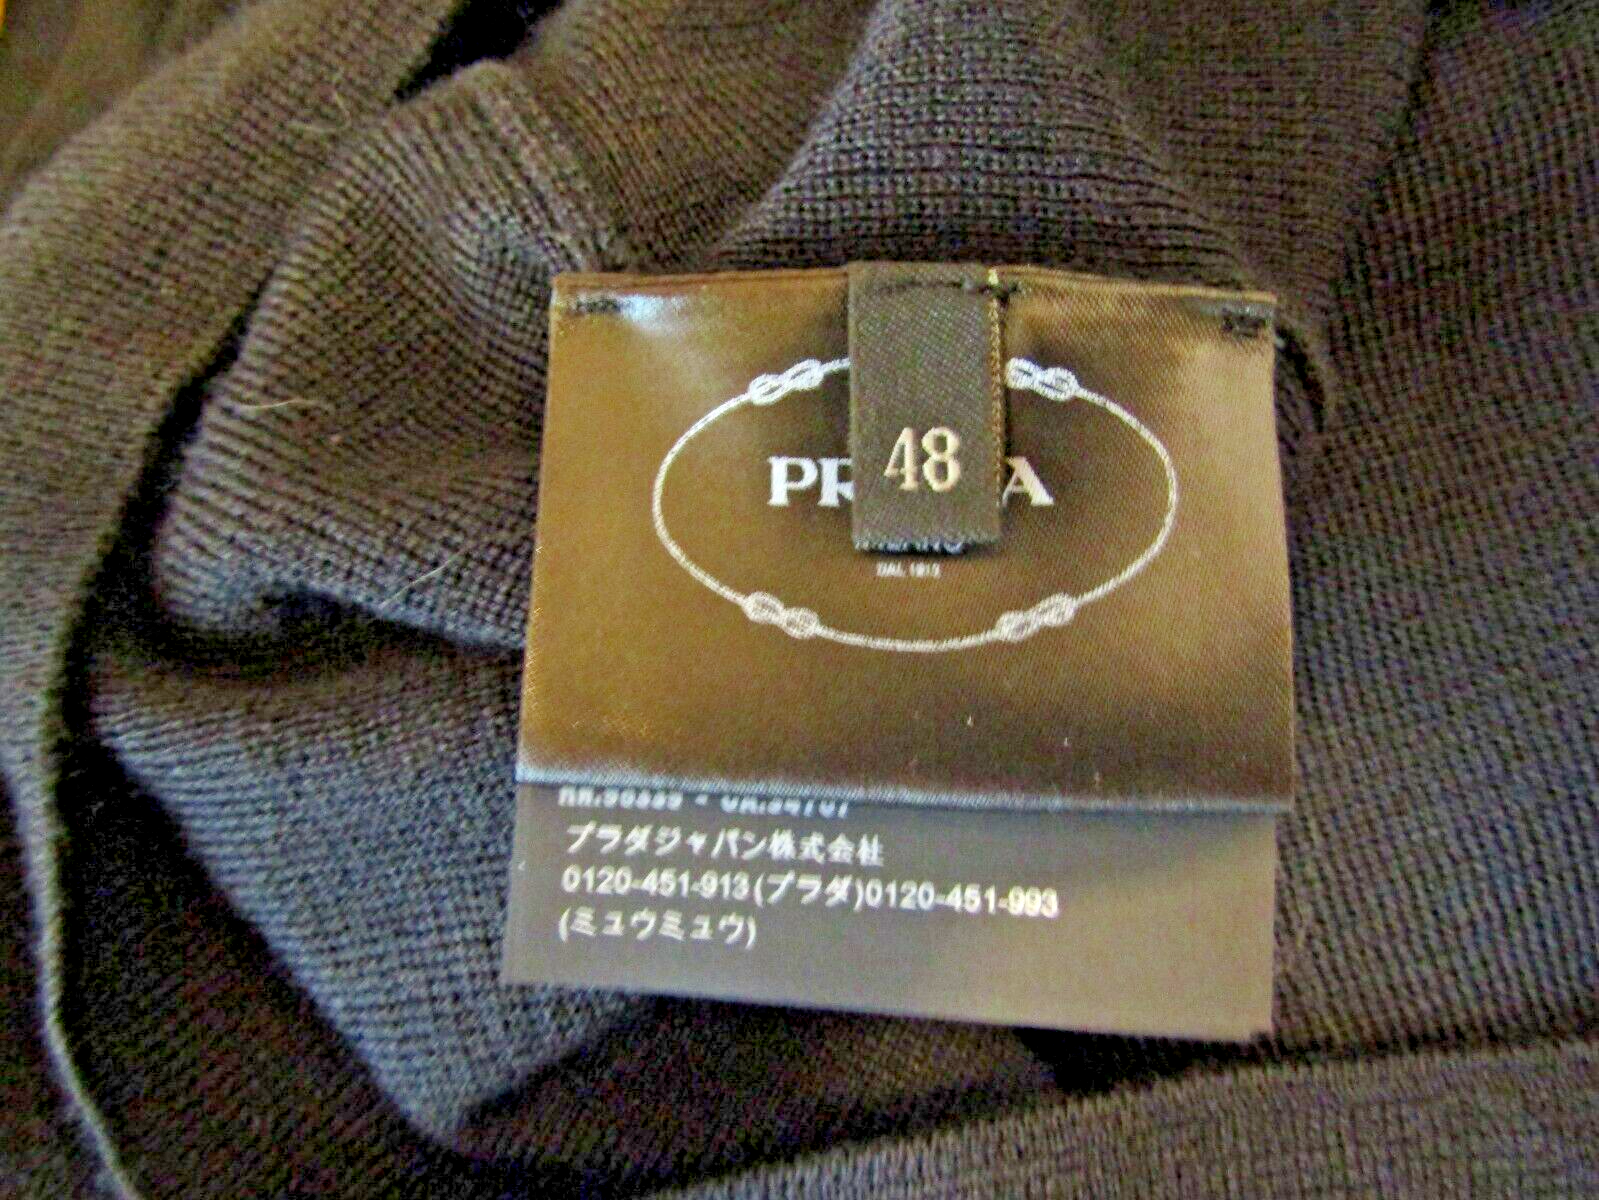 48
PR A
DAL 1913
プラダジャパン株式会社
0120-451-913(プラダ)0120-451-993
(ミュウミュウ)